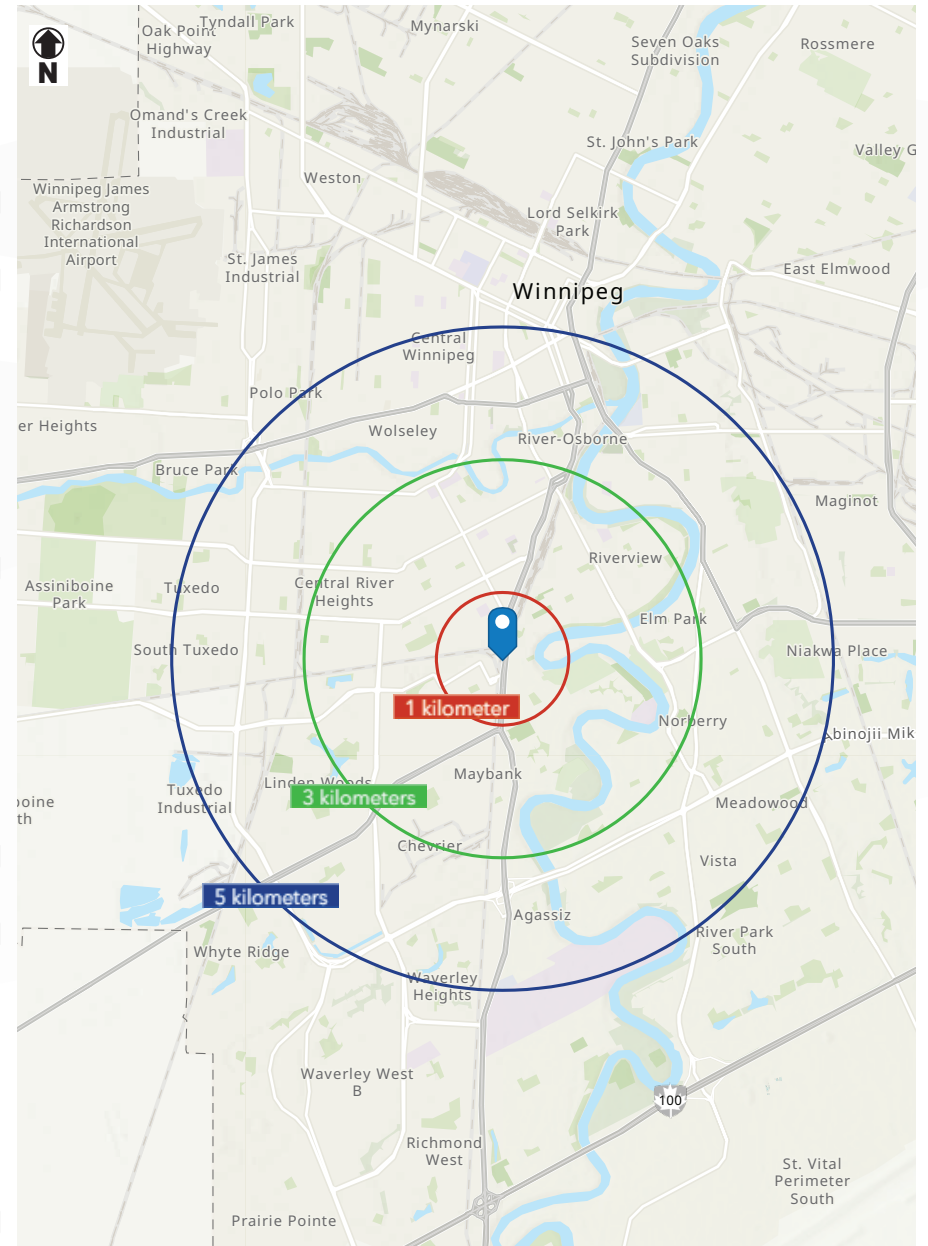 Tyndall Park
Oak Point
Highway
Mynarski
Seven Oaks
Subdivision
Rossmere
N
Omand's Creek
Industrial
St. John's Park
Valley G
Weston
Winnipeg James
Armstrong
Richardson
International
Airport
Lord Selkirk
Park
St. James
Industrial
East Elmwood
Winnipeg
Central
Winnipeg
Polo Park
er Heights
Wolseley
River-Osborne
Bruce Park
Maginot
Riverview
Assiniboine
Park
Tuxedo
Central River
Heights
Elm Park
South Tuxedo
Niakwa Place
1 kilometer
Norberry
Abinojii Mik
Maybank
Linden Woods
3 kilometers
Tuxedo
Industrial
boine
th
Meadowood
Chevrier
Vista
5 kilometers
Agassiz
River Park
South
Whyte Ridge
Waverley
Heights
Waverley West
B
100
Richmond
West
St. Vital
Perimeter
South
Prairie Pointe